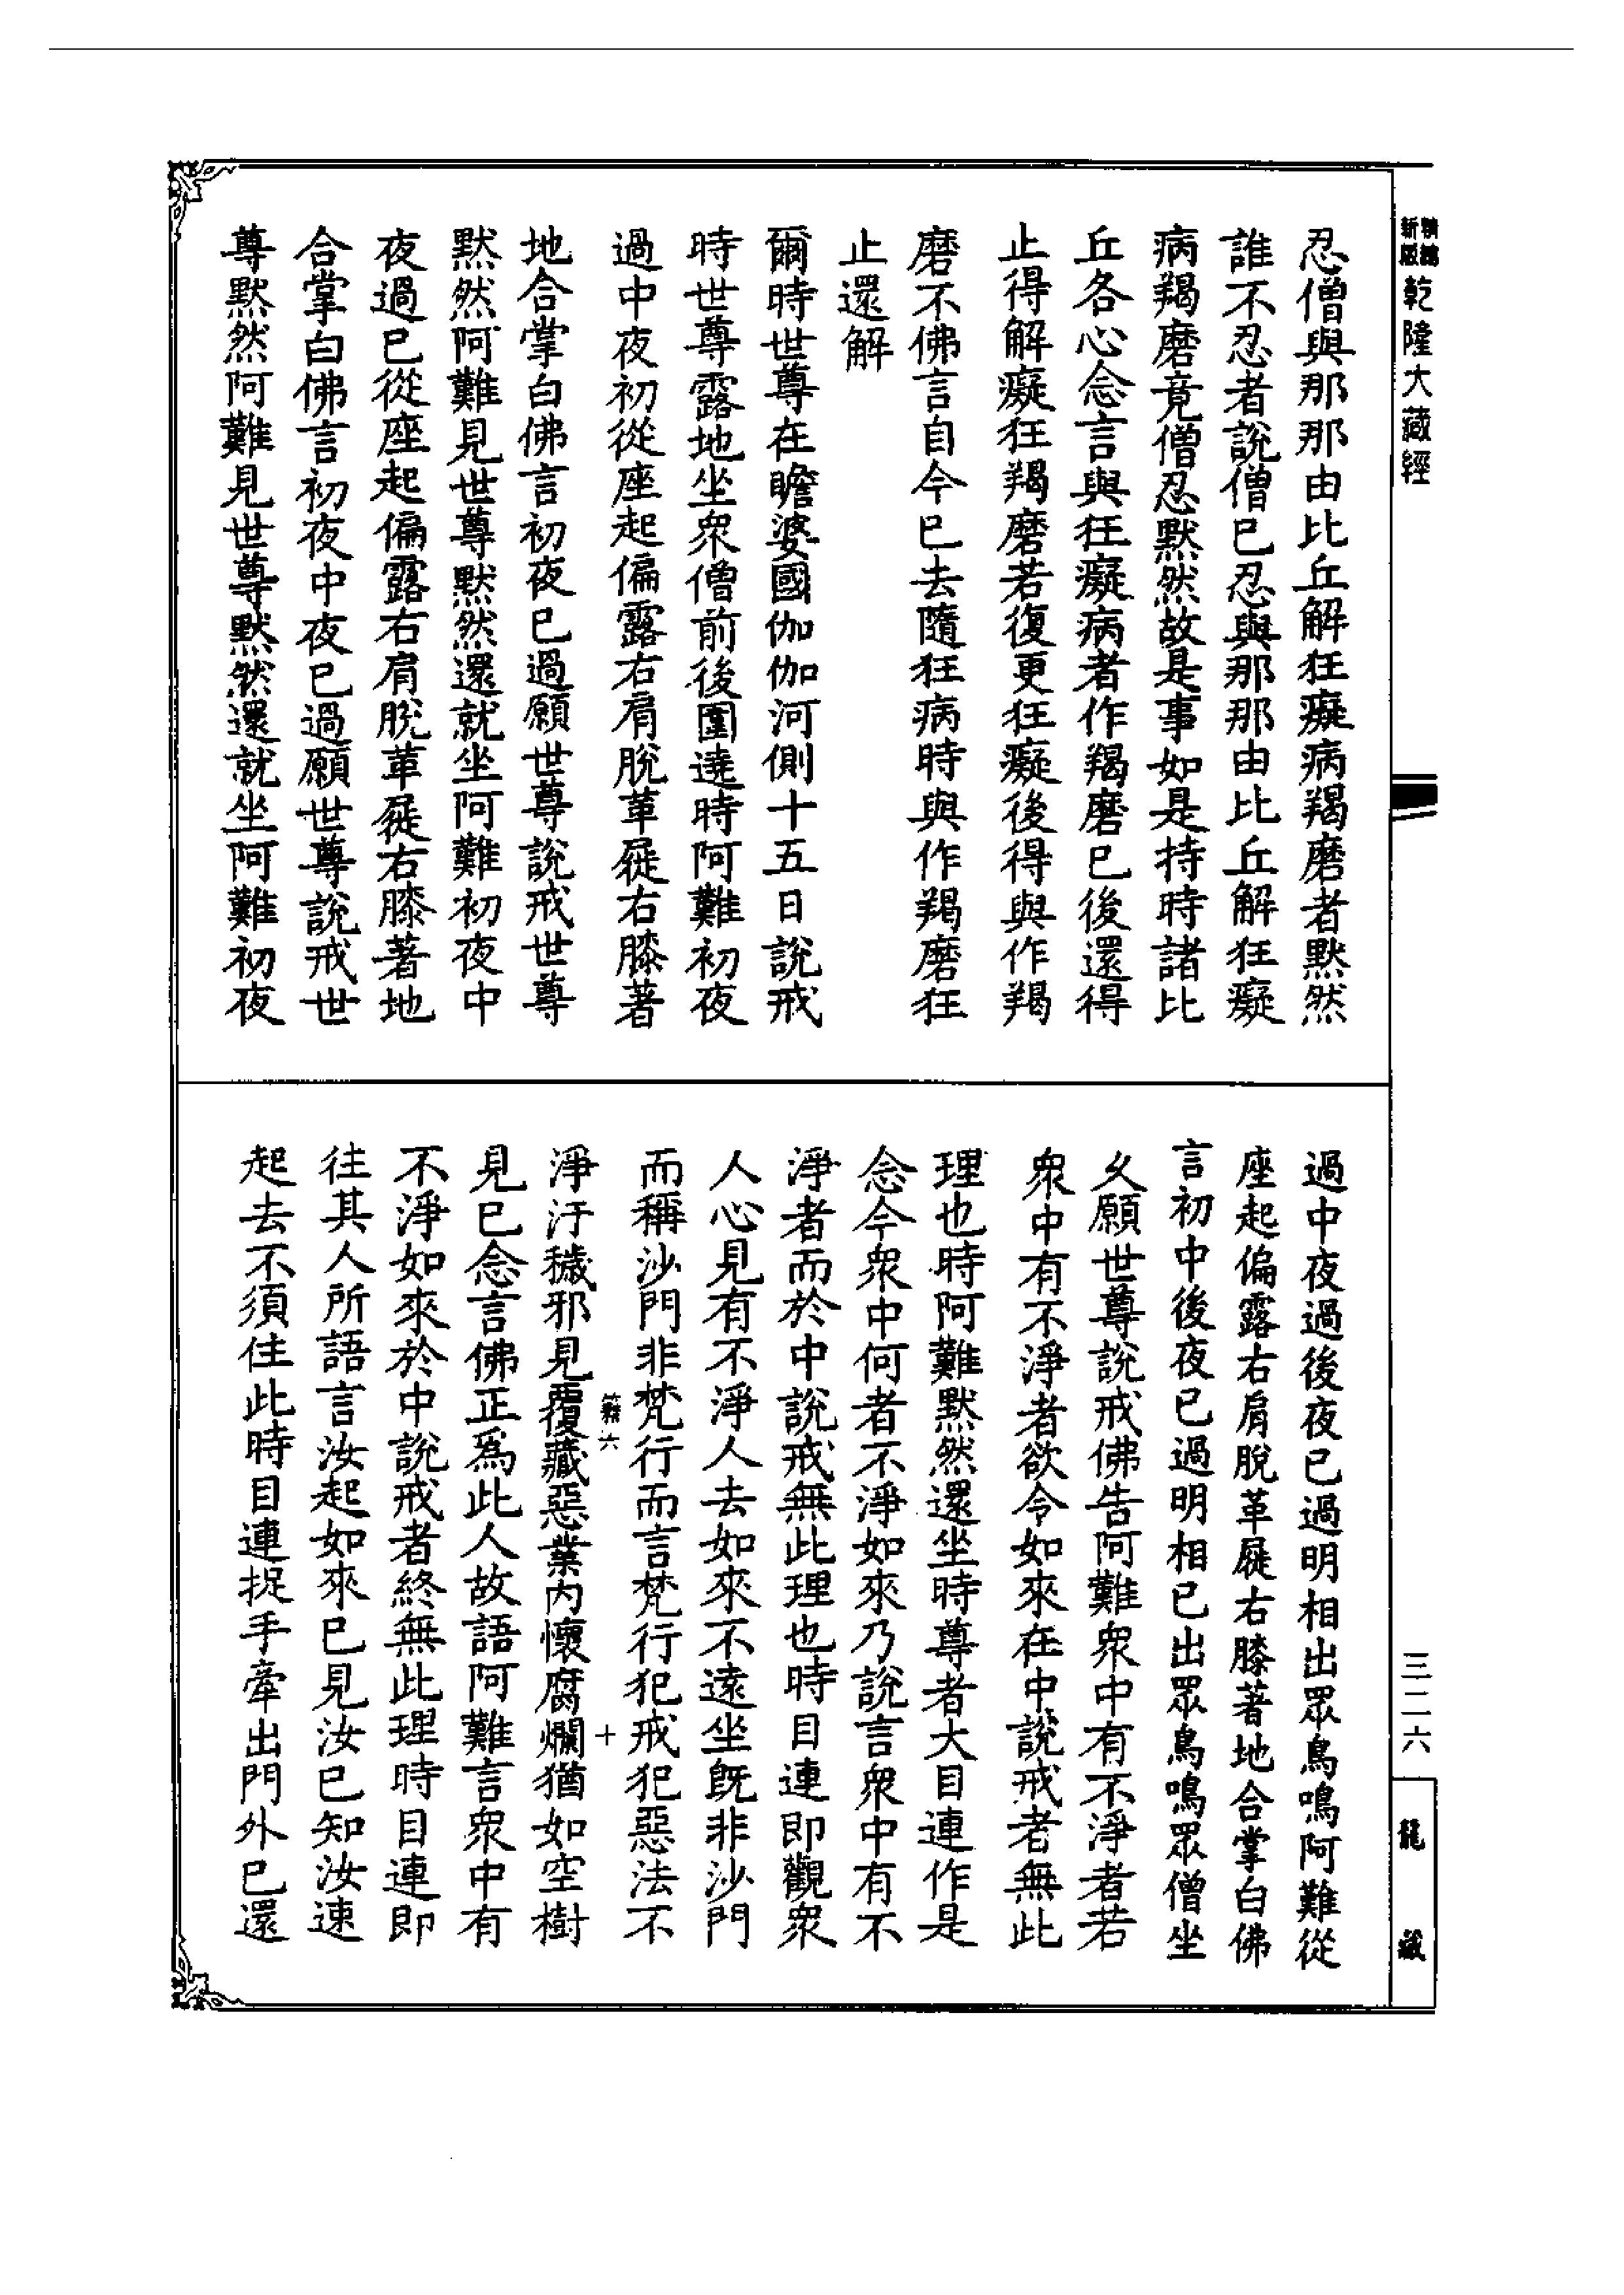 新編縮版乾隆大藏經
忍僧與那那由比丘解狂癡病羯磨者默然
誰不忍者說僧已忍與那那由比丘解狂癡
病羯磨竟僧忍默然故是事如是持時諸比
丘各心念言與狂癡病者作羯磨已後還得
止得解癡狂羯磨若復更狂癡後得與作羯
磨不佛言自今已去隨狂病時與作羯磨狂
止還解
爾時世尊在瞻婆國伽伽河側十五日說戒
時世尊露地坐眾僧前後圍遶時阿難初夜
過中夜初從座起偏露右肩脫革屣右膝著
地合掌白佛言初夜已過願世尊說戒世尊
默然阿難見世尊默然還就坐阿難初夜中
夜過已從座起偏露右肩脫革屣右膝著地
合掌白佛言初夜中夜已過願世尊說戒世
尊默然阿難見世尊默然還就坐阿難初夜
過中夜過後夜已過明相出眾鳥鳴阿難從
座起偏露右肩脫革屣右膝著地合掌白佛
言初中後夜已過明相已出眾鳥鳴眾僧坐
久願世尊說戒佛告阿難眾中有不淨者若
眾中有不淨者欲令如來在中說戒者無此
理也時阿難默然還坐時尊者大目連作是
念今眾中何者不淨如來乃說言眾中有不
淨者而於中說戒無此理也時目連即觀眾
人心見有不淨人去如來不遠坐既非沙門
而稱沙門非梵行而言梵行犯戒犯惡法不
淨汙穢邪見覆藏惡業內懷腐爛猶如空樹
見已念言佛正為此人故語阿難言眾中有
不淨如來於中說戒者終無此理時目連即
往其人所語言汝起如來已見汝已知汝速
起去不須住此時目連捉手牽出門外已還
三二六
龍藏